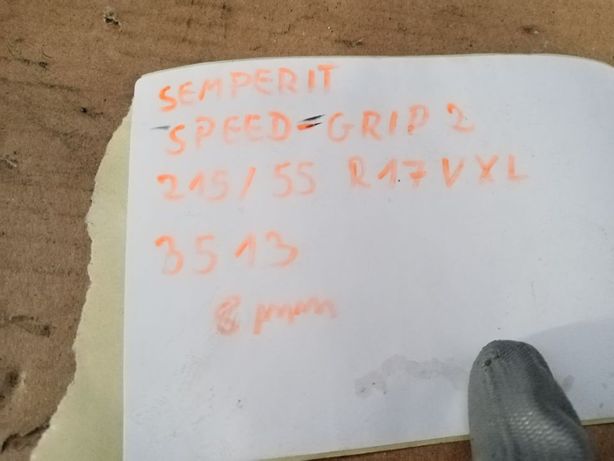 SEMPERIT
SPEED-GRIP 2
215/55 R17 V XL
3513
8 mm